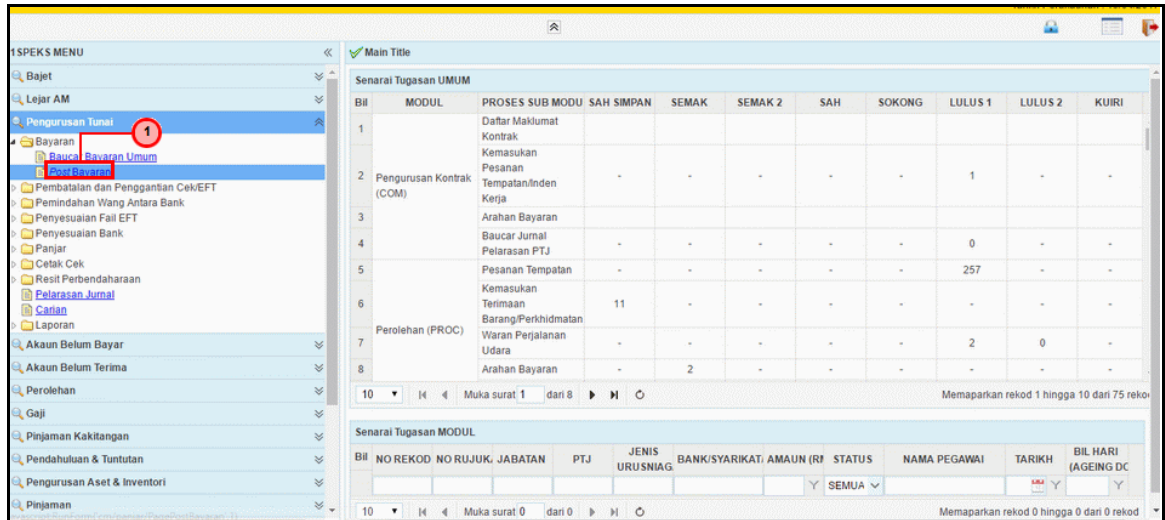 1SPEKS MENU
Main Title
Bajet
Lejar AM
Pengurusan Tunai
1
Bayaran
Baucar Bayaran Umum
Post Bayaran
Pembatalan dan Penggantian Cek/EFT
Pemindahan Wang Antara Bank
Penyesuaian Fail EFT
Penyesuaian Bank
Panjar
Cetak Cek
Resit Perbendaharaan
Pelarasan Jurnal
Carian
Laporan
Akaun Belum Bayar
Akaun Belum Terima
Perolehan
Gaji
Pinjaman Kakitangan
Pendahuluan & Tuntutan
Pengurusan Aset & Inventori
Pinjaman
Senarai Tugasan UMUM
Bil MODUL PROSES SUB MODU SAH SIMPAN SEMAK SEMAK 2 SAH SOKONG LULUS 1 LULUS 2 KUIRI
1 Daftar Maklumat
Kontrak
Kemasukan
2 Pengurusan Kontrak Pesanan - - - - - 1 - -
(COM) Tempatan/Inden
Kerja
3 Arahan Bayaran
4 Baucar Jurnal - - - - - 0 - -
Pelarasan PTJ
5 Pesanan Tempatan - - - - - 257 - -
Kemasukan
6 Terimaan 11 - - - - - - -
Barang/Perkhidmatan
Perolehan (PROC)
7 Waran Perjalanan - - - - - 2 0 -
Udara
8 Arahan Bayaran - 2 - - - - - -
10 Muka surat 1 dari 8 Memaparkan rekod 1 hingga 10 dari 75 reko
Senarai Tugasan MODUL
Bil NO REKOD NO RUJUK JABATAN PTJ JENIS URUSNIAG BANK/SYARIKAT AMAUN (RI STATUS NAMA PEGAWAI TARIKH BIL HARI (AGEING DO
SEMUA
10 Muka surat 0 dari 0 Memaparkan rekod 0 hingga 0 dari 0 rekod